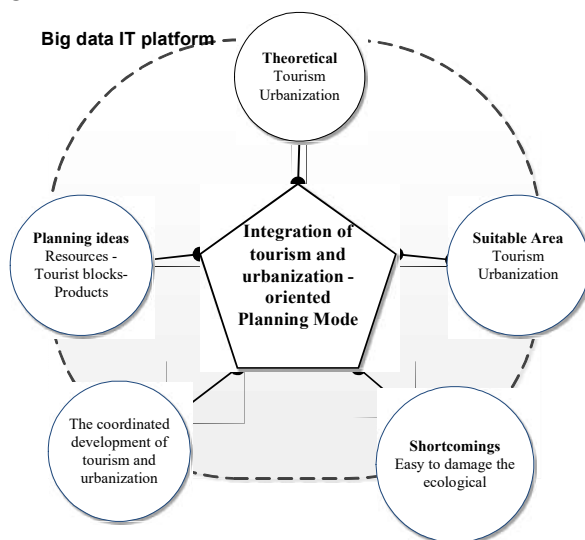 Big data IT platform
Theoretical
Tourism
Urbanization
Planning ideas
Resources -
Tourist blocks-
Products
Integration of
tourism and
urbanization -
oriented
Planning Mode
Suitable Area
Tourism
Urbanization
The coordinated
development of
tourism and
urbanization
Shortcomings
Easy to damage the
ecological